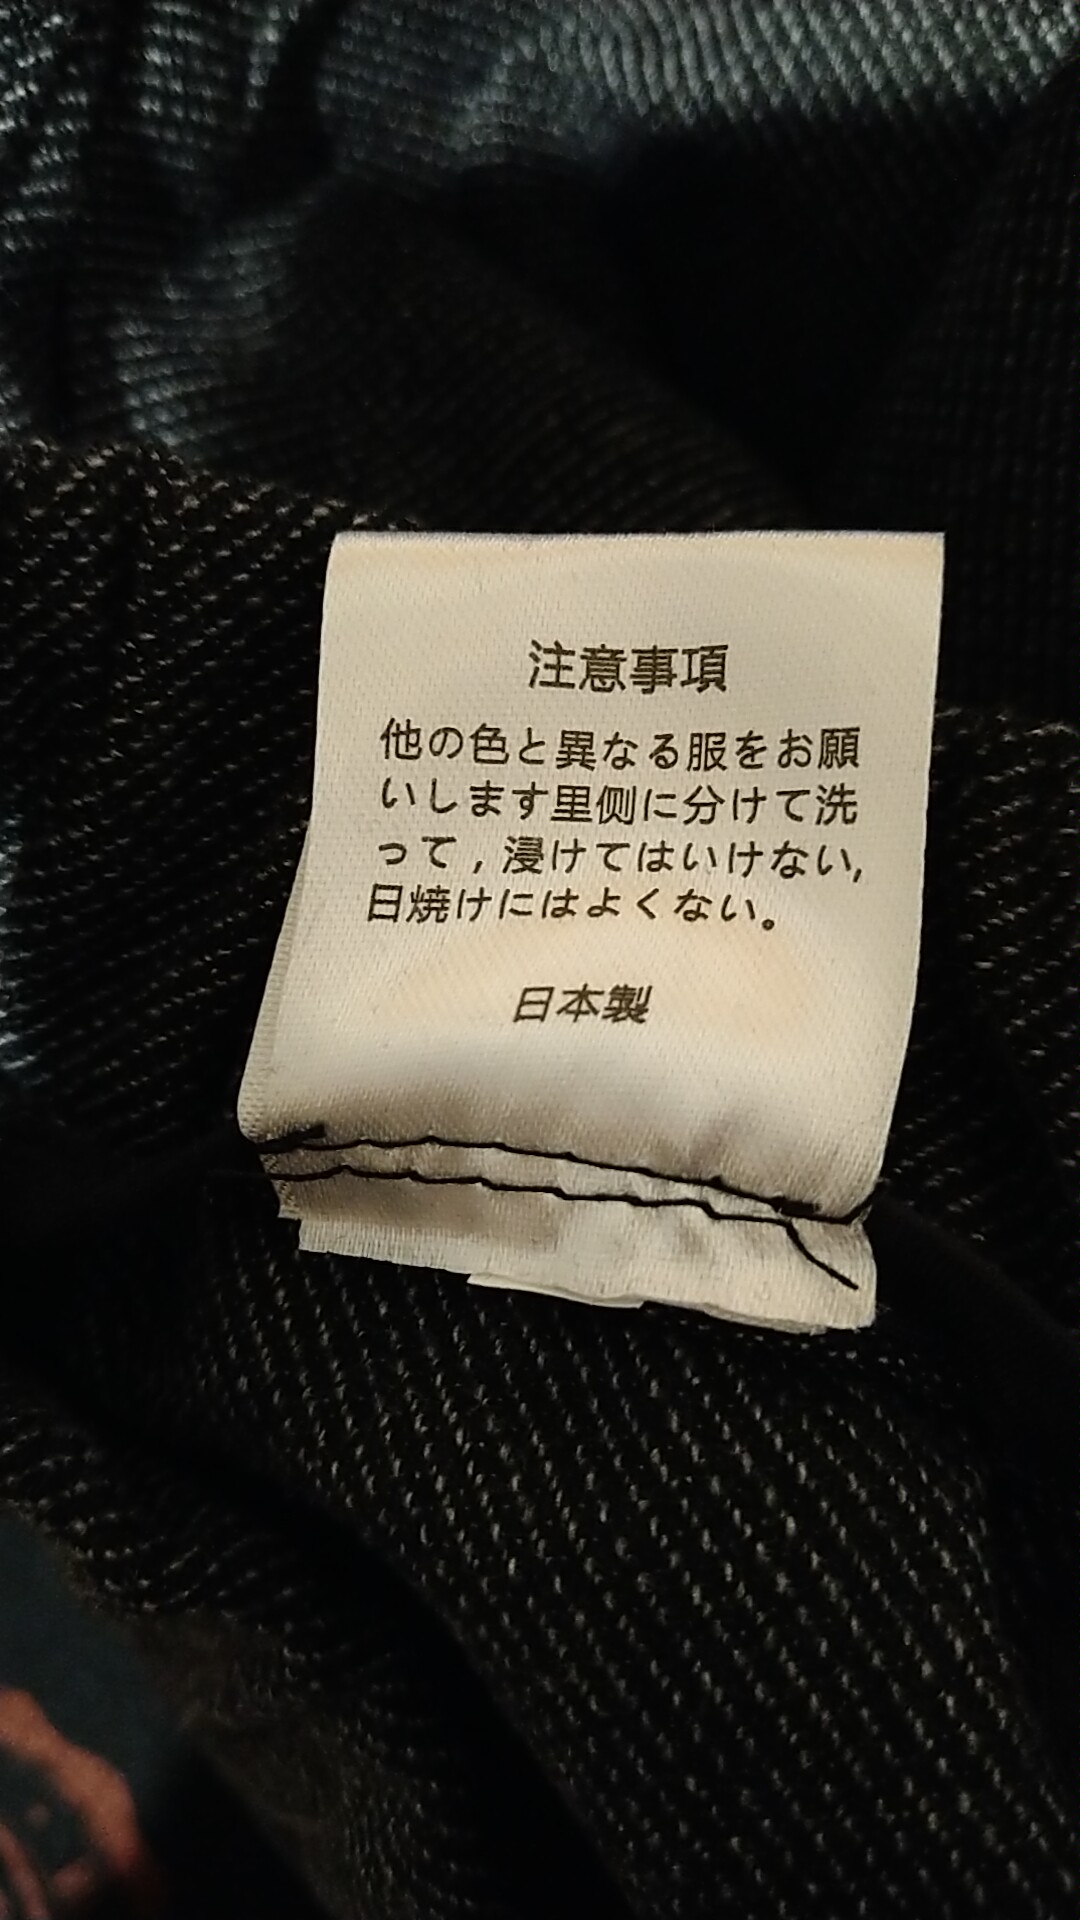 注意事項
他の色と異なる服をお願
いします里侧に分けて洗
って,浸けてはいけない,
日焼けにはよくない。
日本製